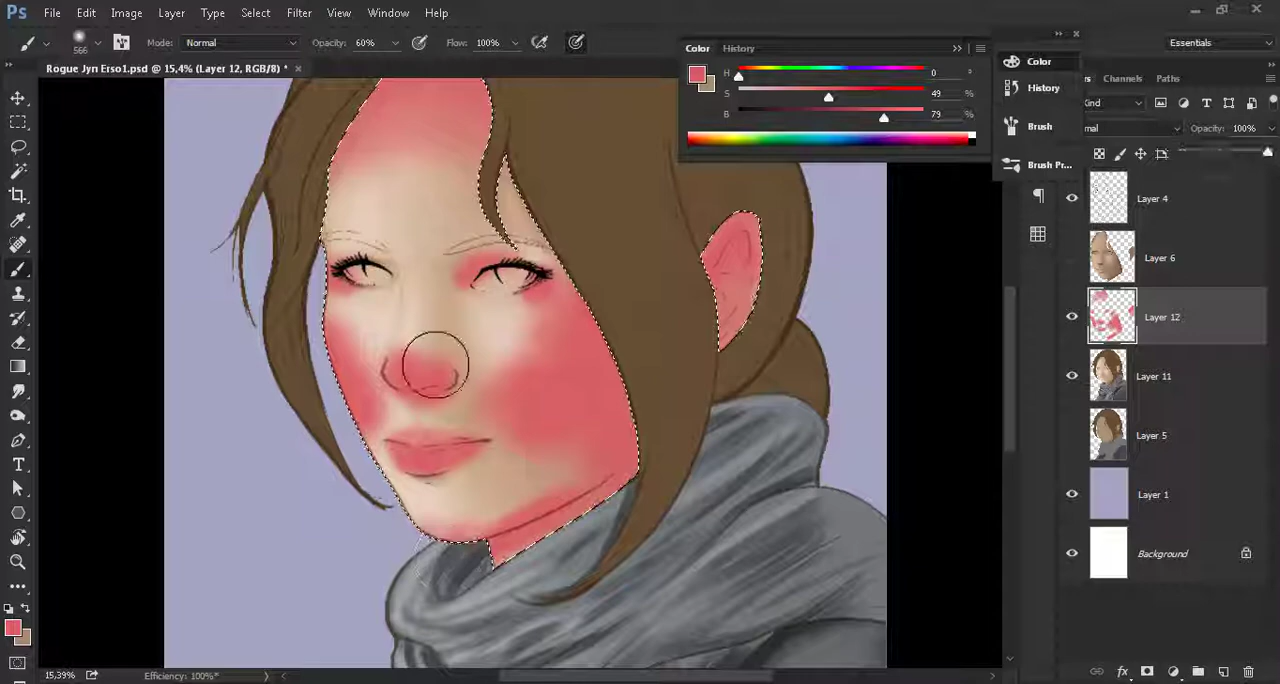 Ps File Edit Image Layer Type Select Filter View Window Help
566 Mode: Normal Opacity: 60% Flow: 100% Essentials
Rogue Jyn Erso1.psd @ 15,4% (Layer 12, RGB/8) * ×
Color History
H 0 °
S 49 %
B 79 %
Color
History
Brush
Brush Pr...
Channels Paths
Kind
Opacity: 100%
Layer 4
Layer 6
Layer 12
Layer 11
Layer 5
Layer 1
Background
15,39% Efficiency: 100%*
fx